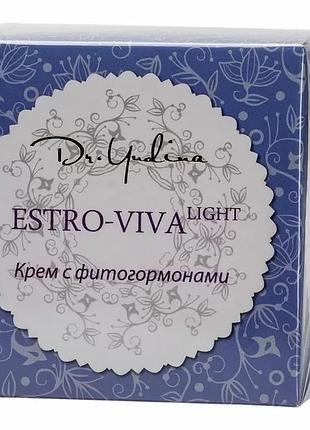 Dr. Yudina
ESTRO-VIVA LIGHT
Крем с фитогормонами